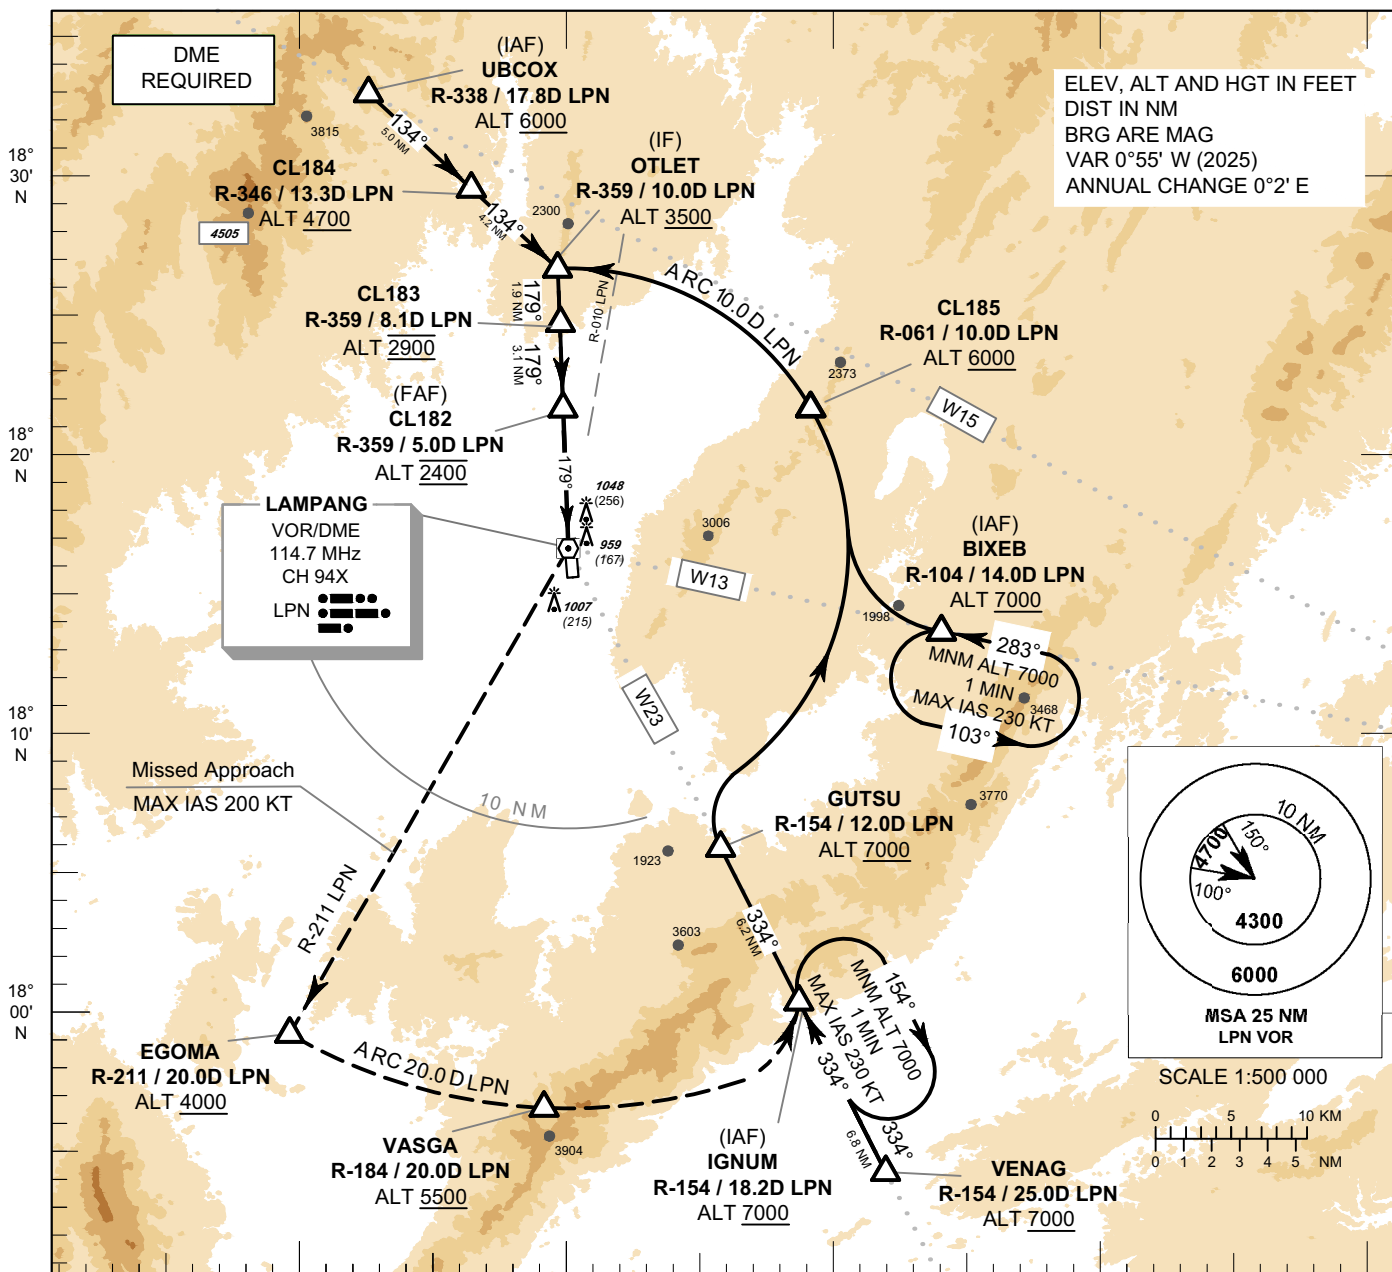 DME
REQUIRED
(IAF)
UBCOX
R-338 / 17.8D LPN
ALT 6000
ELEV, ALT AND HGT IN FEET
DIST IN NM
BRG ARE MAG
VAR 0°55' W (2025)
ANNUAL CHANGE 0°2' E
3815
134°
5.0 NM
(IF)
OTLET
R-359 / 10.0D LPN
ALT 3500
18°
30'
N
CL184
R-346 / 13.3D LPN
ALT 4700
4505
134°
4.2 NM
2300
ARC 10.0 D LPN
CL183
R-359 / 8.1D LPN
ALT 2900
179°
1.9 NM
R-010 LPN
CL185
R-061 / 10.0D LPN
ALT 6000
179°
3.1 NM
2373
(FAF)
CL182
R-359 / 5.0D LPN
ALT 2400
W15
18°
20'
N
179°
LAMPANG
VOR/DME
114.7 MHz
CH 94X
LPN
1048
(256)
959
(167)
1007
(215)
3006
W13
(IAF)
BIXEB
R-104 / 14.0D LPN
ALT 7000
1998
283°
MNM ALT 7000
1 MIN
MAX IAS 230 KT
3468
103°
W23
18°
10'
N
Missed Approach
MAX IAS 200 KT
10 NM
GUTSU
R-154 / 12.0D LPN
ALT 7000
3770
1923
10 NM
150°
4700
100°
4300
6000
MSA 25 NM
LPN VOR
R-211 LPN
3603
334°
6.2 NM
154°
MNM ALT 7000
1 MIN
MAX IAS 230 KT
334°
18°
00'
N
EGOMA
R-211 / 20.0D LPN
ALT 4000
ARC 20.0 D LPN
VASGA
R-184 / 20.0D LPN
ALT 5500
3904
(IAF)
IGNUM
R-154 / 18.2D LPN
ALT 7000
334°
6.8 NM
VENAG
R-154 / 25.0D LPN
ALT 7000
SCALE 1:500 000
0 5 10 KM
0 1 2 3 4 5 NM